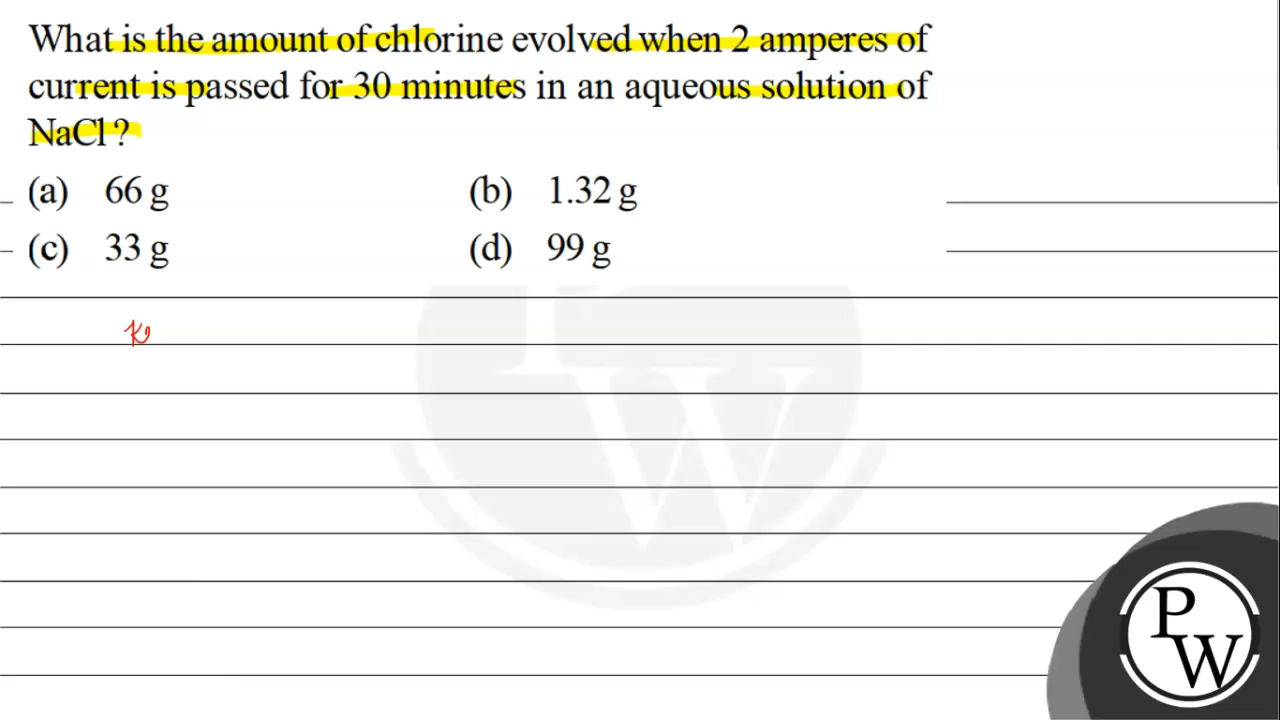 What is the amount of chlorine evolved when 2 amperes of
current is passed for 30 minutes in an aqueous solution of
NaCl ?
(a) 66 g (b) 1.32 g
(c) 33 g (d) 99 g
P
W